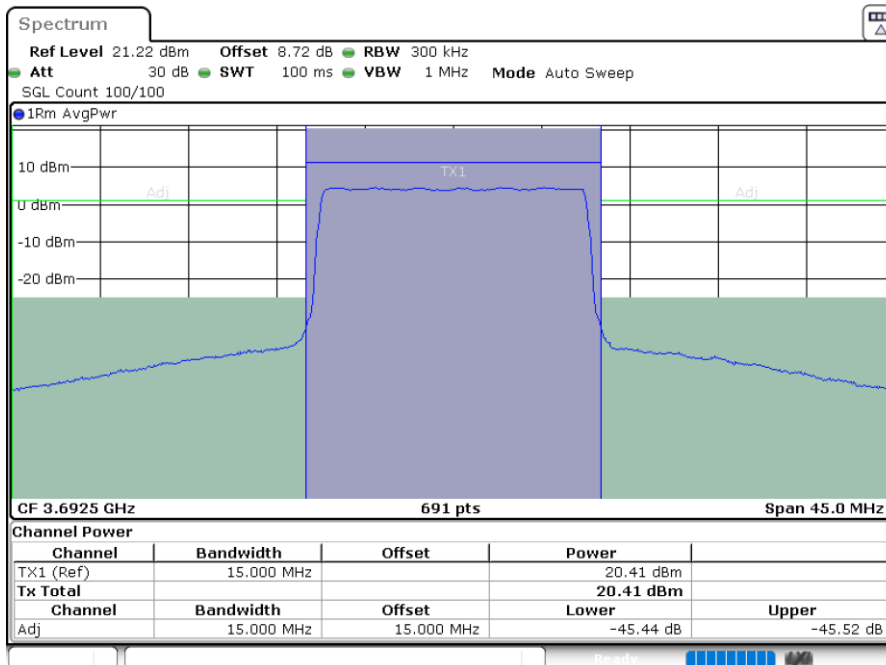 Spectrum
Ref Level 21.22 dBm Offset 8.72 dB RBW 300 kHz
Att 30 dB SWT 100 ms VBW 1 MHz Mode Auto Sweep
SGL Count 100/100
1Rm AvgPwr
10 dBm
TX1
Adj Adj
0 dBm
-10 dBm
-20 dBm
CF 3.6925 GHz 691 pts Span 45.0 MHz
Channel Power
Channel Bandwidth Offset Power
TX1 (Ref) 15.000 MHz 20.41 dBm
Tx Total 20.41 dBm
Channel Bandwidth Offset Lower Upper
Adj 15.000 MHz 15.000 MHz -45.44 dB -45.52 dB
Ready